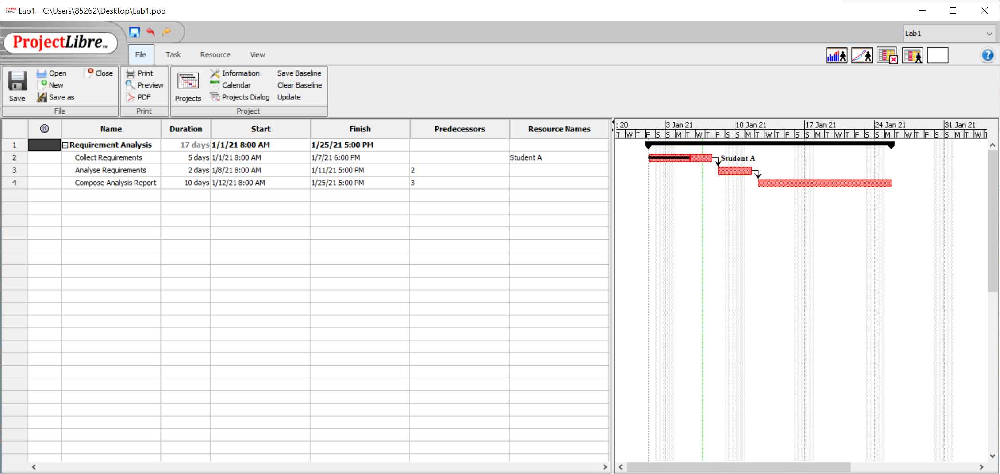 Lab1 - C:\Users\85262\Desktop\Lab1.pod
ProjectLibre™
Lab1
File Task Resource View
Save
Open
New
Save as
Close
File
Print
Preview
PDF
Print
Projects
Information
Calendar
Projects Dialog
Save Baseline
Clear Baseline
Update
Project
Name Duration Start Finish Predecessors Resource Names
1 Requirement Analysis 17 days 1/1/21 8:00 AM 1/25/21 5:00 PM
2 Collect Requirements 5 days 1/1/21 8:00 AM 1/7/21 6:00 PM Student A
3 Analyse Requirements 2 days 1/8/21 8:00 AM 1/11/21 5:00 PM 2
4 Compose Analysis Report 10 days 1/12/21 8:00 AM 1/25/21 5:00 PM 3
: 20 3 Jan 21 10 Jan 21 17 Jan 21 24 Jan 21 31 Jan 21
T W T F S S M T W T F S S M T W T F S S M T W T F S S M T W T F S S M T W T
Student A